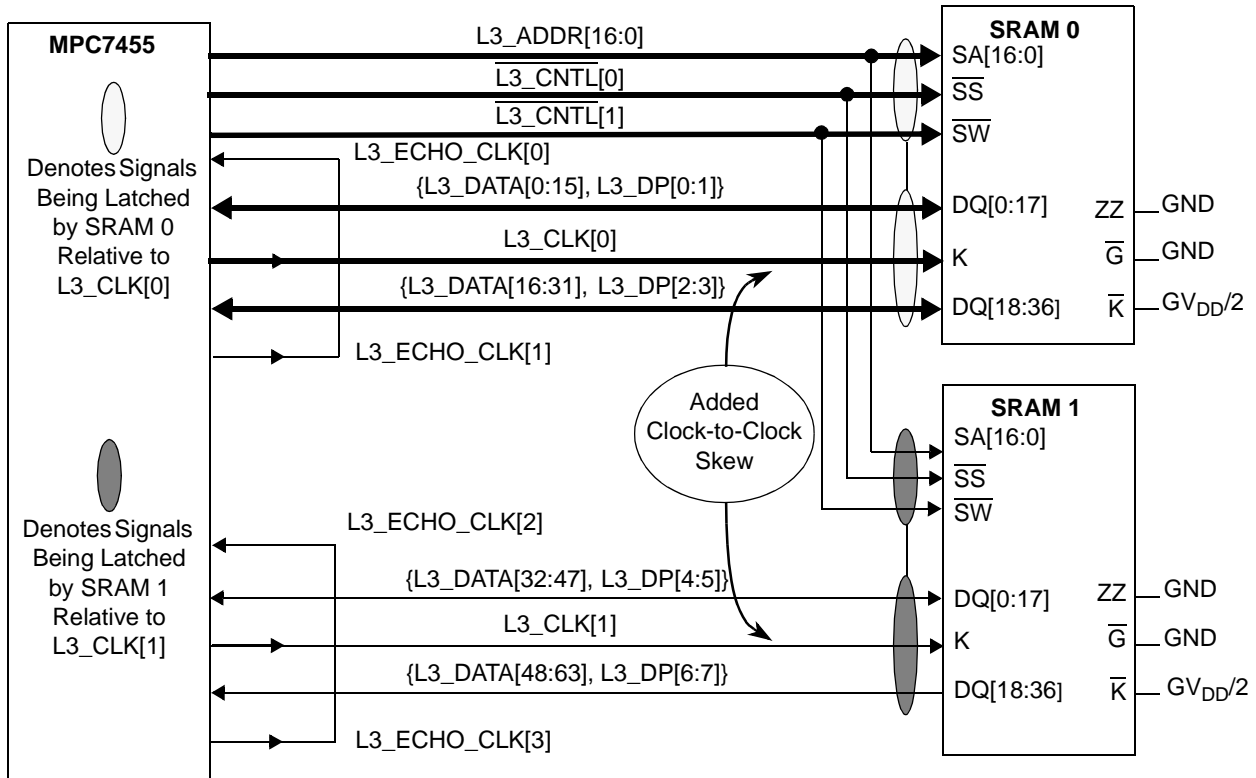 MPC7455
Denotes Signals
Being Latched
by SRAM 0
Relative to
L3_CLK[0]
Denotes Signals
Being Latched
by SRAM 1
Relative to
L3_CLK[1]
L3_ADDR[16:0]
L3_CNTL[0]
L3_CNTL[1]
L3_ECHO_CLK[0]
{L3_DATA[0:15], L3_DP[0:1]}
L3_CLK[0]
{L3_DATA[16:31], L3_DP[2:3]}
L3_ECHO_CLK[1]
Added
Clock-to-Clock
Skew
L3_ECHO_CLK[2]
{L3_DATA[32:47], L3_DP[4:5]}
L3_CLK[1]
{L3_DATA[48:63], L3_DP[6:7]}
L3_ECHO_CLK[3]
SRAM 0
SA[16:0]
SS
SW
DQ[0:17] ZZ GND
K G GND
DQ[18:36] K GVDD/2
SRAM 1
SA[16:0]
SS
SW
DQ[0:17] ZZ GND
K G GND
DQ[18:36] K GVDD/2